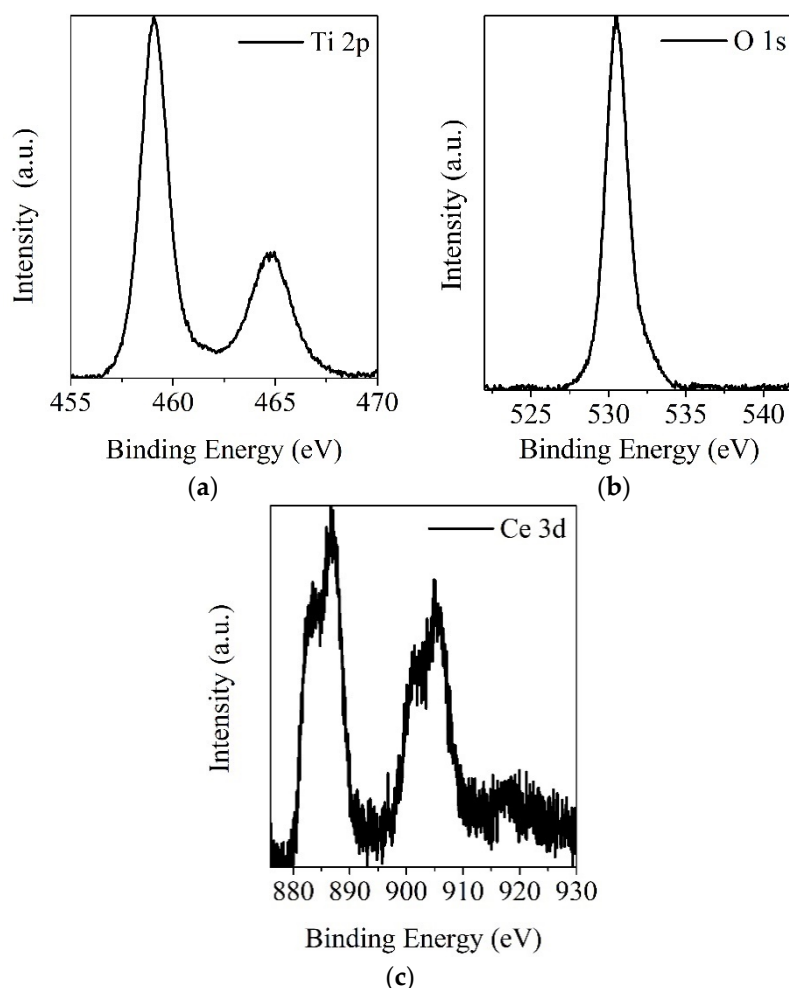 Ti 2p
Intensity (a.u.)
455 460 465 470
Binding Energy (eV)
(a)
O 1s
Intensity (a.u.)
525 530 535 540
Binding Energy (eV)
(b)
Ce 3d
Intensity (a.u.)
880 890 900 910 920 930
Binding Energy (eV)
(c)